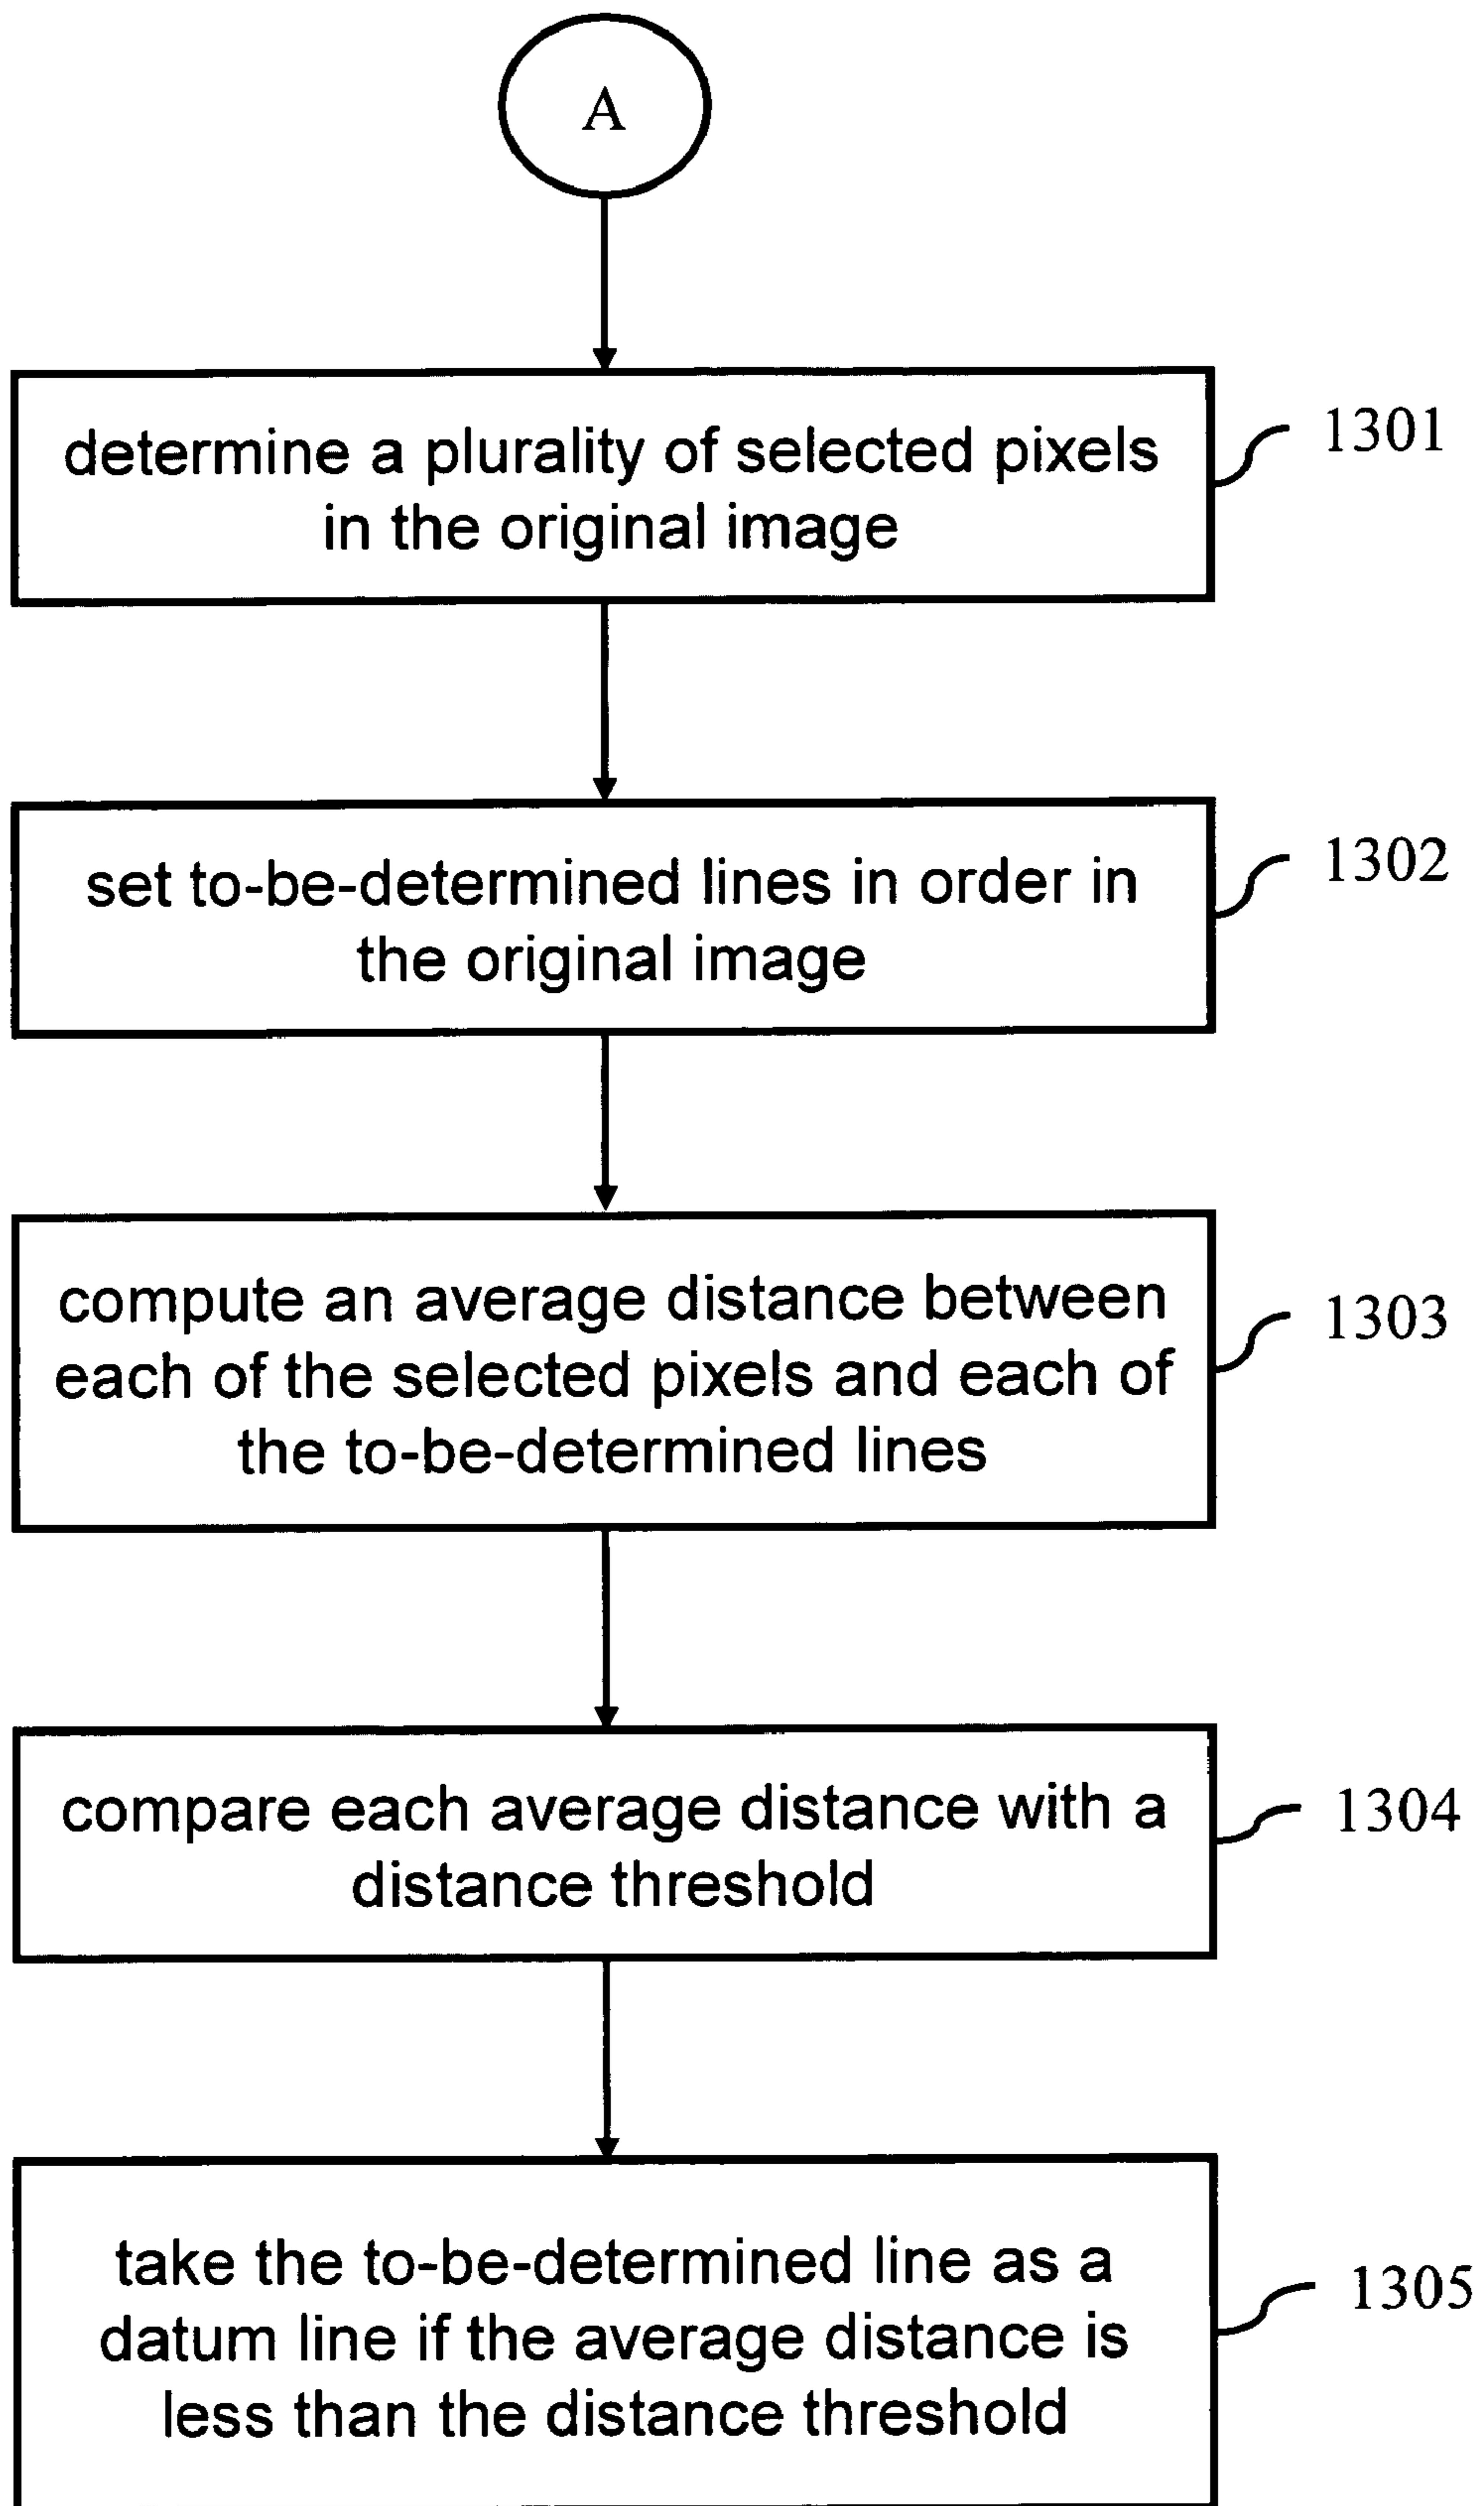 A
determine a plurality of selected pixels
in the original image
1301
set to-be-determined lines in order in
the original image
1302
compute an average distance between
each of the selected pixels and each of
the to-be-determined lines
1303
compare each average distance with a
distance threshold
1304
take the to-be-determined line as a
datum line if the average distance is
less than the distance threshold
1305